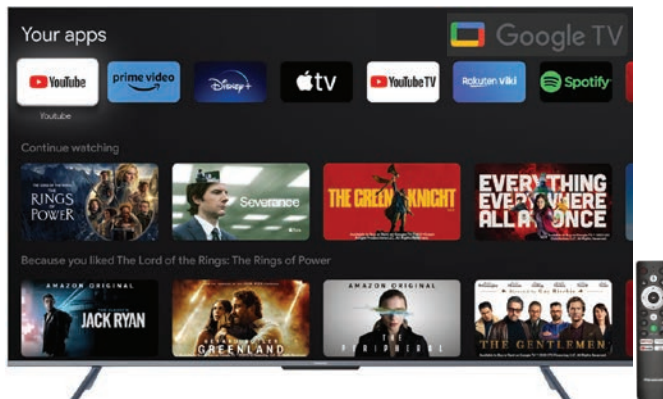 Your apps
Google TV
YouTube
prime video
Disney+
tv
YouTube TV
Rakuten Viki
Spotify
Youtube
Continue watching
THE RINGS OF POWER
Severance
THE GREEN KNIGHT
EVERYTHING
EVERYWHERE
ALL AT ONCE
Because you liked The Lord of the Rings: The Rings of Power
AMAZON ORIGINAL
JACK RYAN
GREENLAND
AMAZON ORIGINAL
THE
PERIPHERAL
THE GENTLEMEN